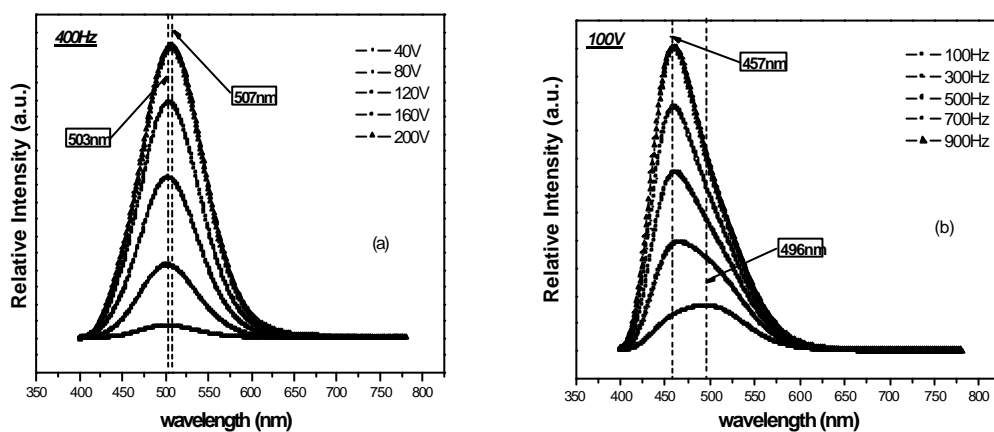 400Hz
40V
80V
120V
160V
200V
507nm
503nm
(a)
Relative Intensity (a.u.)
350 400 450 500 550 600 650 700 750 800
wavelength (nm)
100V
100Hz
300Hz
500Hz
700Hz
900Hz
457nm
496nm
(b)
Relative Intensity (a.u.)
350 400 450 500 550 600 650 700 750 800
wavelength (nm)